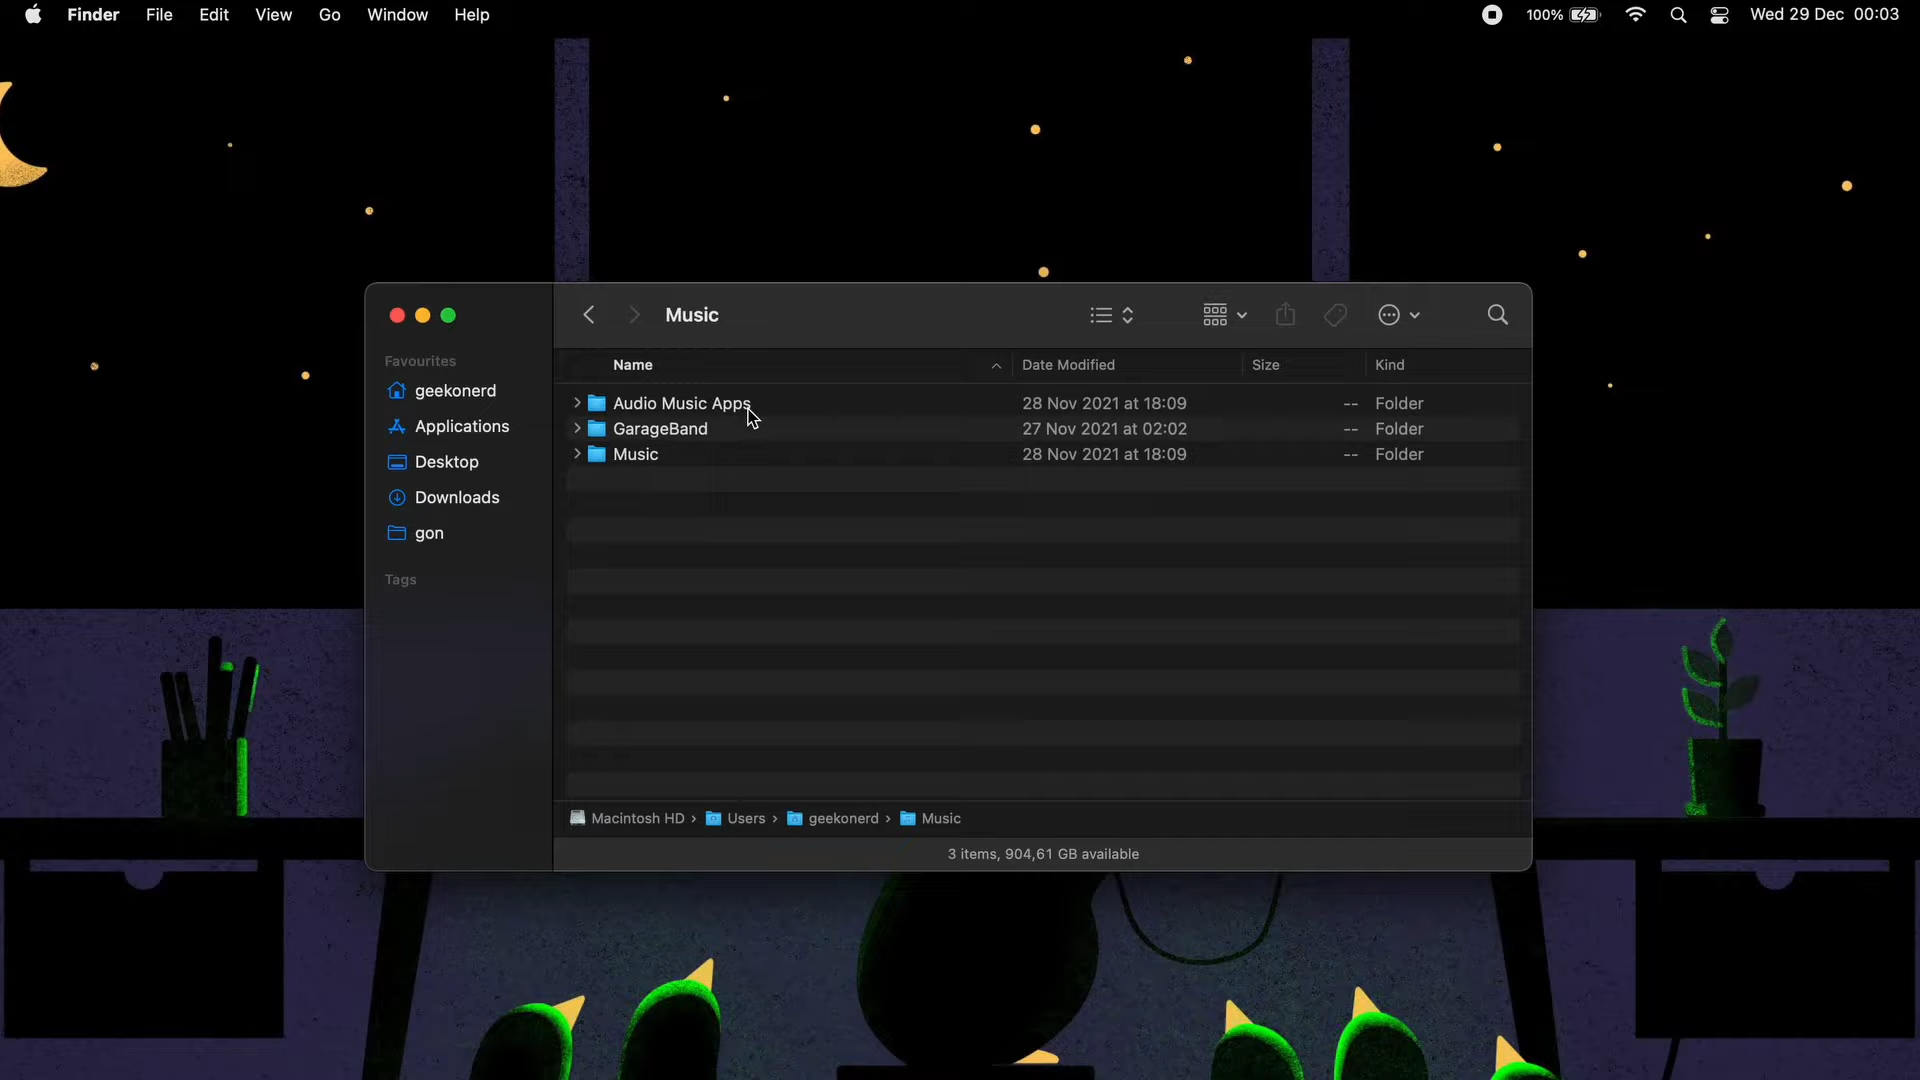 Finder File Edit View Go Window Help 100% Wed 29 Dec 00:03
Music
Favourites
geekonerd
Applications
Desktop
Downloads
gon
Tags
Name Date Modified Size Kind
Audio Music Apps 28 Nov 2021 at 18:09 -- Folder
GarageBand 27 Nov 2021 at 02:02 -- Folder
Music 28 Nov 2021 at 18:09 -- Folder
Macintosh HD › Users › geekonerd › Music
3 items, 904,61 GB available